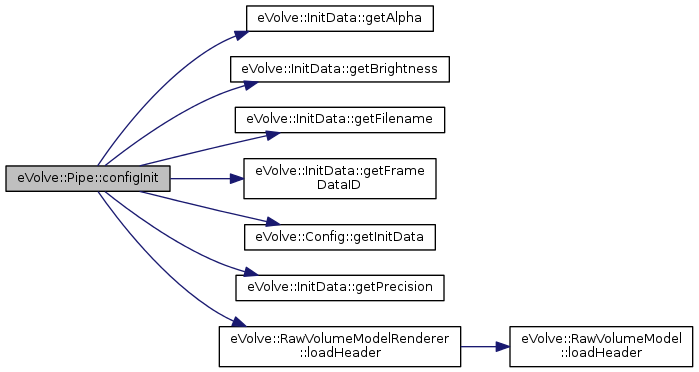 eVolve::InitData::getAlpha
eVolve::InitData::getBrightness
eVolve::InitData::getFilename
eVolve::Pipe::configInit
eVolve::InitData::getFrame
DataID
eVolve::Config::getInitData
eVolve::InitData::getPrecision
eVolve::RawVolumeModelRenderer
::loadHeader
eVolve::RawVolumeModel
::loadHeader